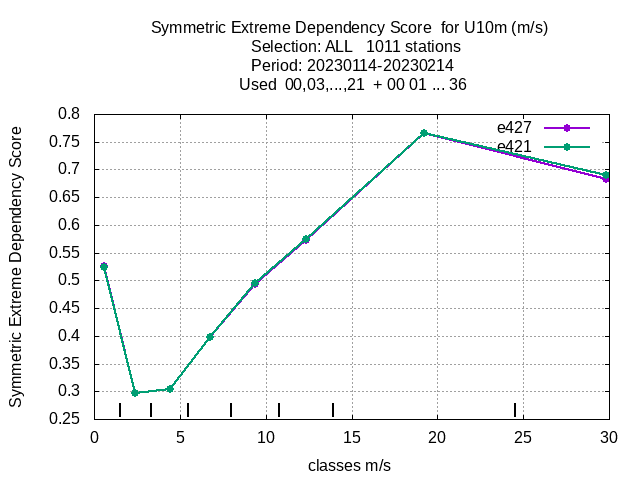 Symmetric Extreme Dependency Score  for U10m (m/s)
Selection: ALL   1011 stations
Period: 20230114-20230214
Used  00,03,...,21  + 00 01 ... 36
Symmetric Extreme Dependency Score
0.8
0.75
0.7
0.65
0.6
0.55
0.5
0.45
0.4
0.35
0.3
0.25
e427
e421
0 5 10 15 20 25 30
classes m/s